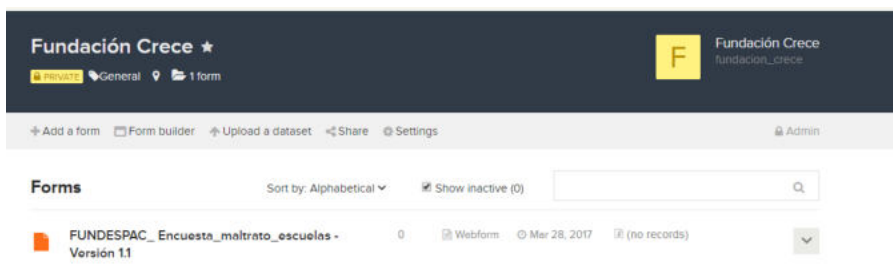 Fundación Crece
Fundación Crece
fundacion_crece
F
PRIVATE General 1 form
Add a form Form builder Upload a dataset Share Settings Admin
Forms Sort by: Alphabetical Show inactive (0)
FUNDESPAC_ Encuesta_maltrato_escuelas - 0 Webform Mar 28, 2017 (no records)
Versión 1.1